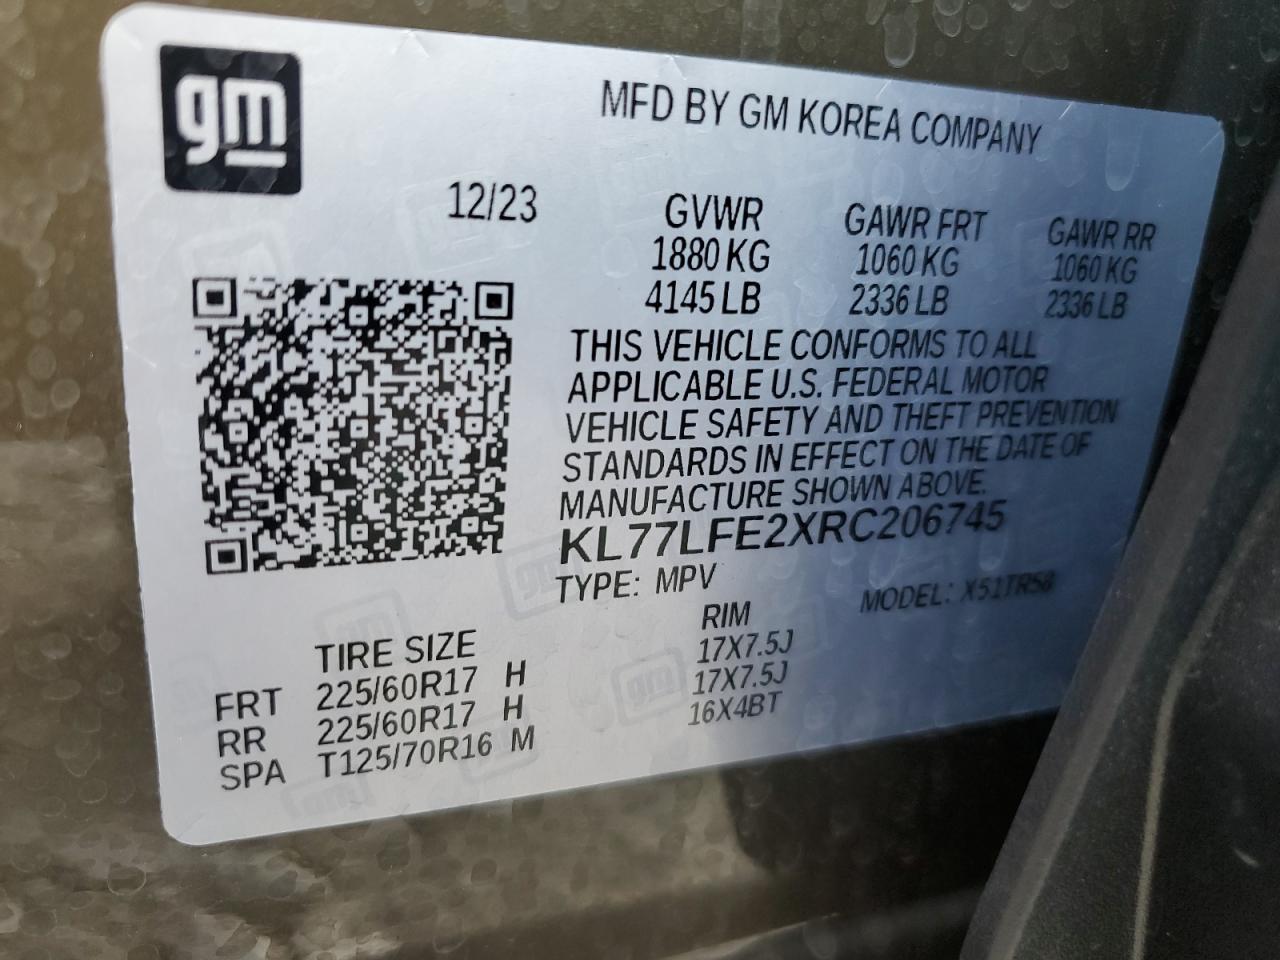 gm
MFD BY GM KOREA COMPANY
12/23
GVWR GAWR FRT GAWR RR
1880 KG 1060 KG 1060 KG
4145 LB 2336 LB 2336 LB
THIS VEHICLE CONFORMS TO ALL
APPLICABLE U.S. FEDERAL MOTOR
VEHICLE SAFETY AND THEFT PREVENTION
STANDARDS IN EFFECT ON THE DATE OF
MANUFACTURE SHOWN ABOVE.
KL77LFE2XRC206745
TYPE: MPV MODEL: X51TR58
TIRE SIZE RIM
FRT 225/60R17 H 17X7.5J
RR 225/60R17 H 17X7.5J
SPA T125/70R16 M 16X4BT